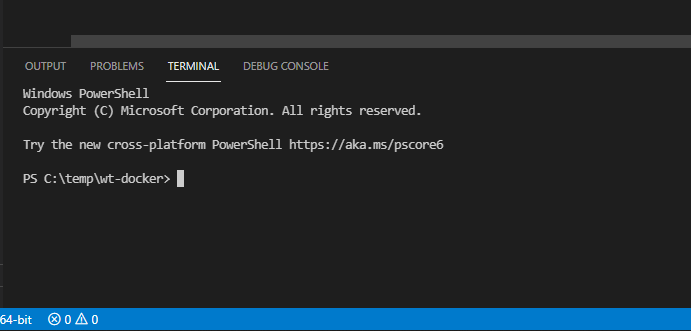 OUTPUT PROBLEMS TERMINAL DEBUG CONSOLE
Windows PowerShell
Copyright (C) Microsoft Corporation. All rights reserved.
Try the new cross-platform PowerShell https://aka.ms/pscore6
PS C:\temp\wt-docker>
64-bit 0 0